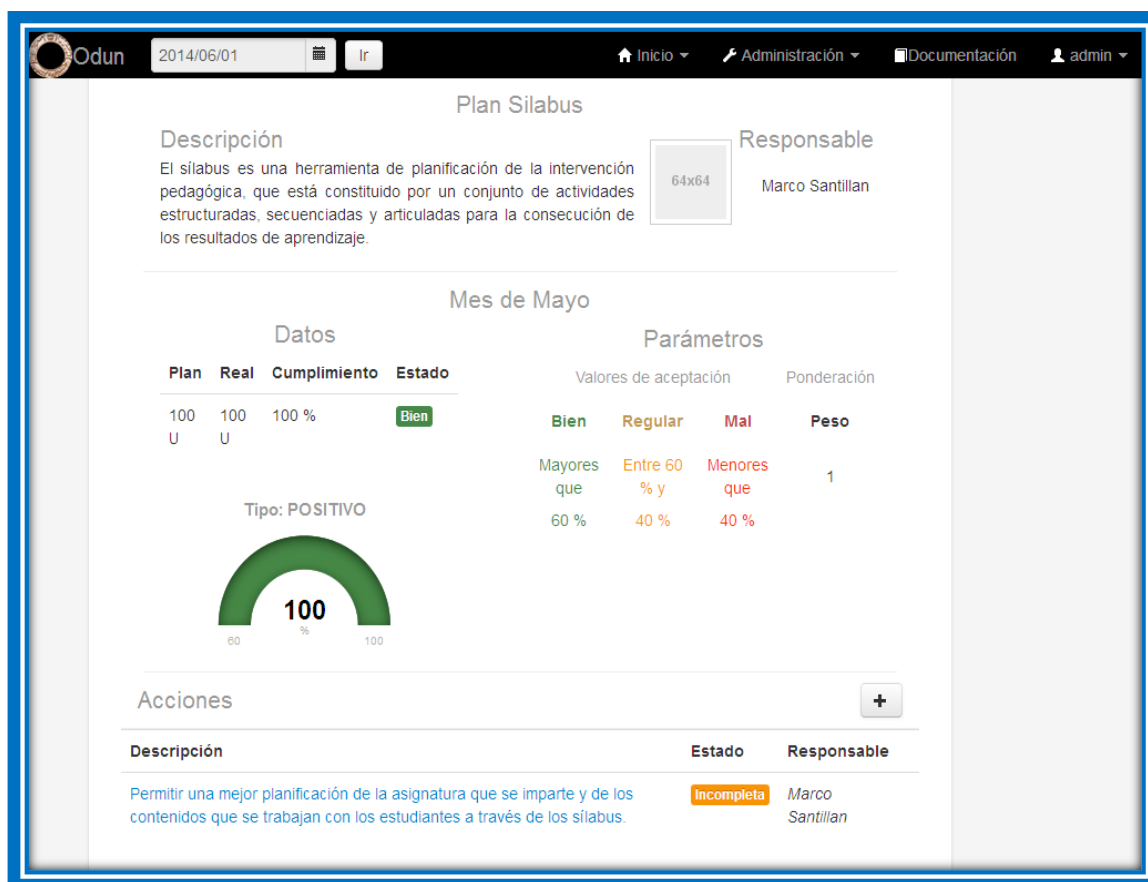 Odun 2014/06/01 Ir Inicio Administración Documentación admin
Plan Silabus
Descripción
El sílabus es una herramienta de planificación de la intervención
pedagógica, que está constituido por un conjunto de actividades
estructuradas, secuenciadas y articuladas para la consecución de
los resultados de aprendizaje.
64x64
Responsable
Marco Santillan
Mes de Mayo
Datos
Plan Real Cumplimiento Estado
100 U 100 U 100 % Bien
Tipo: POSITIVO
100
%
60 100
Parámetros
Valores de aceptación Ponderación
Bien Regular Mal Peso
Mayores Entre 60 Menores
que % y que 1
60 % 40 % 40 %
Acciones +
Descripción Estado Responsable
Permitir una mejor planificación de la asignatura que se imparte y de los Incompleta Marco
contenidos que se trabajan con los estudiantes a través de los sílabus. Santillan